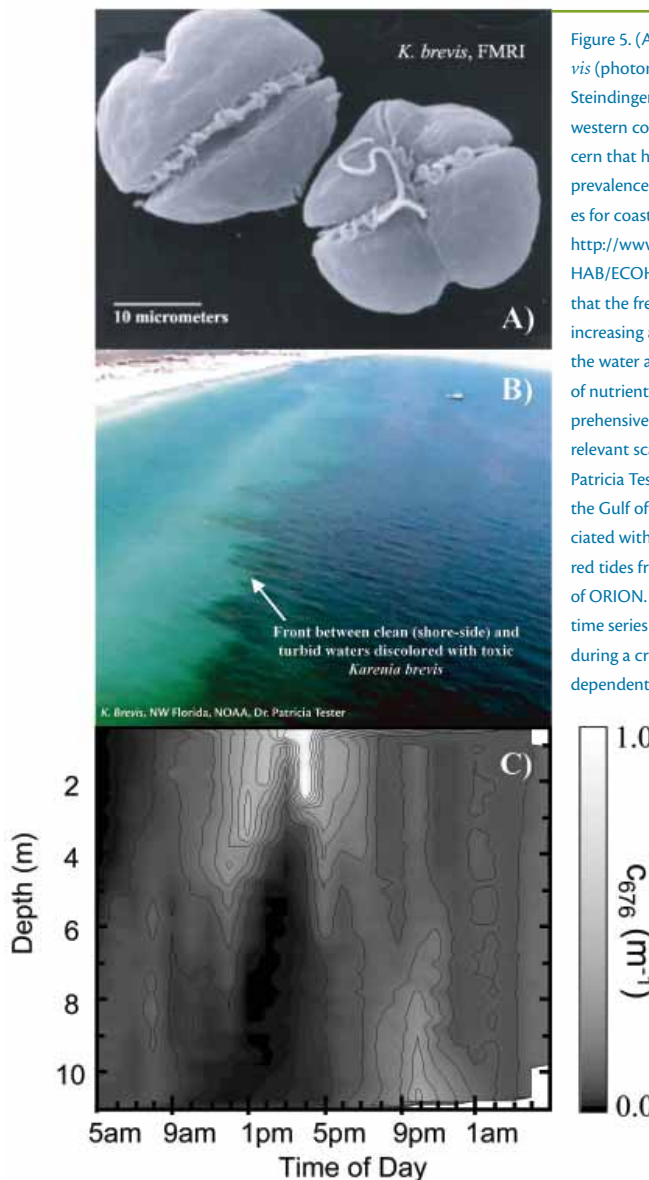 K. brevis, FMRI
10 micrometers
A)
Figure 5. (A
vis (photor
Steindinger
western co
cern that h
prevalence
es for coast
http://www
HAB/ECOH
that the fre
increasing a
the water a
of nutrient
prehensive
relevant sca
Patricia Tes
the Gulf of
ciated with
red tides fr
of ORION.
time series
during a cr
dependent
B)
Front between clean (shore-side) and
turbid waters discolored with toxic
Karenia brevis
K. Brevis, NW Florida, NOAA, Dr. Patricia Tester
C)
Depth (m)
2
4
6
8
10
5am 9am 1pm 5pm 9pm 1am
Time of Day
1.0
c676 (m-1)
0.0